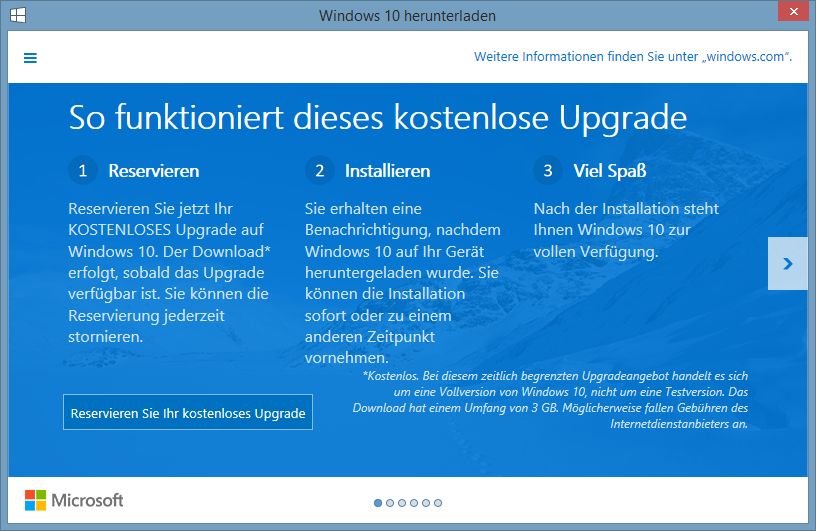 Windows 10 herunterladen
Weitere Informationen finden Sie unter „windows.com“.
So funktioniert dieses kostenlose Upgrade
1 Reservieren
Reservieren Sie jetzt Ihr
KOSTENLOSES Upgrade auf
Windows 10. Der Download*
erfolgt, sobald das Upgrade
verfügbar ist. Sie können die
Reservierung jederzeit
stornieren.
2 Installieren
Sie erhalten eine
Benachrichtigung, nachdem
Windows 10 auf Ihr Gerät
heruntergeladen wurde. Sie
können die Installation
sofort oder zu einem
anderen Zeitpunkt
vornehmen.
3 Viel Spaß
Nach der Installation steht
Ihnen Windows 10 zur
vollen Verfügung.
*Kostenlos. Bei diesem zeitlich begrenzten Upgradeangebot handelt es sich
um eine Vollversion von Windows 10, nicht um eine Testversion. Das
Download hat einem Umfang von 3 GB. Möglicherweise fallen Gebühren des
Internetdienstanbieters an.
Reservieren Sie Ihr kostenloses Upgrade
Microsoft